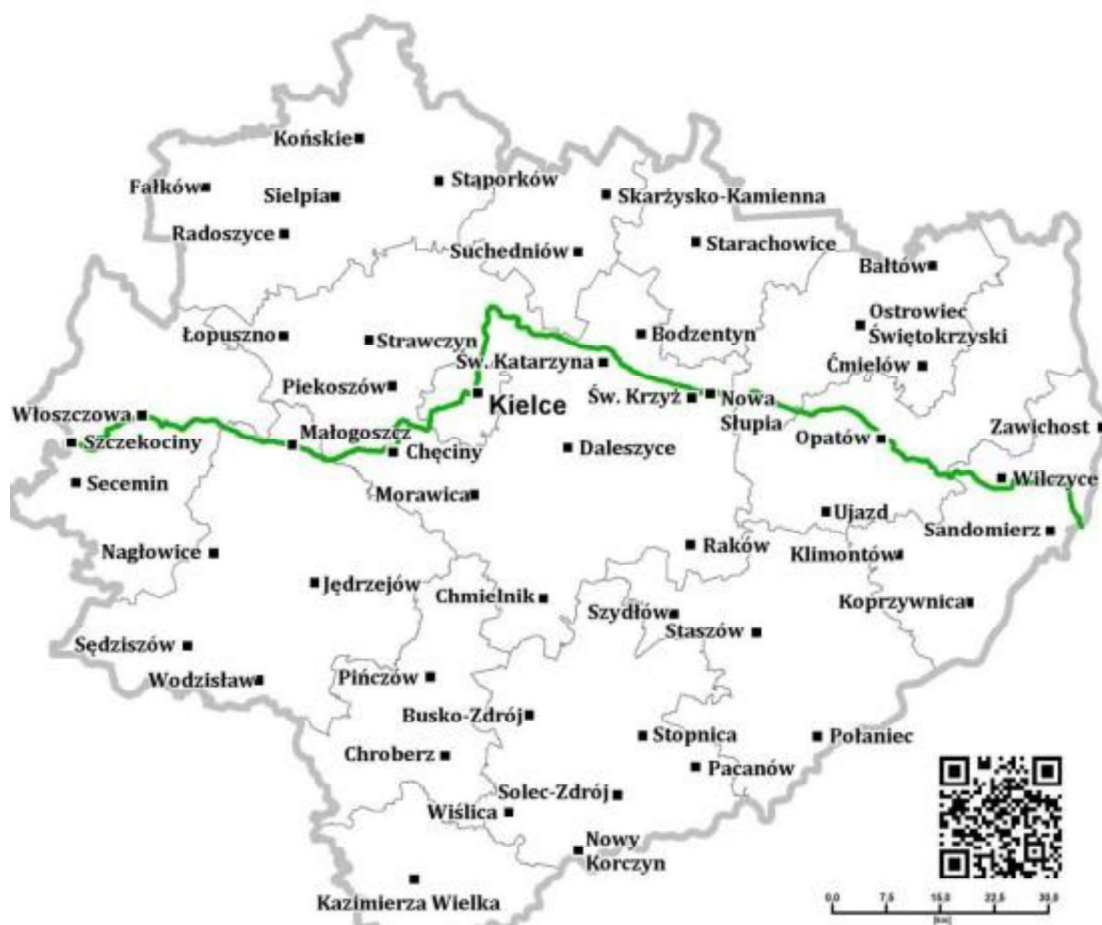 Końskie
Fałków
Sielpia
Stąporków
Skarżysko-Kamienna
Radoszyce
Suchedniów
Starachowice
Bałtów
Ostrowiec
Świętokrzyski
Łopuszno
Strawczyn
Bodzentyn
Św. Katarzyna
Ćmielów
Piekoszów
Kielce
Św. Krzyż
Nowa
Słupia
Włoszczowa
Szczekociny
Małogoszcz
Chęciny
Daleszyce
Opatów
Zawichost
Secemin
Morawica
Wilczyce
Ujazd
Sandomierz
Nagłowice
Raków
Klimontów
Jędrzejów
Chmielnik
Szydłów
Staszów
Koprzywnica
Sędziszów
Wodzisław
Pińczów
Busko-Zdrój
Stopnica
Połaniec
Chroberz
Pacanów
Solec-Zdrój
Wiślica
Nowy
Korczyn
Kazimierza Wielka
0,0 7,5 15,0 22,5 30,0
[km]